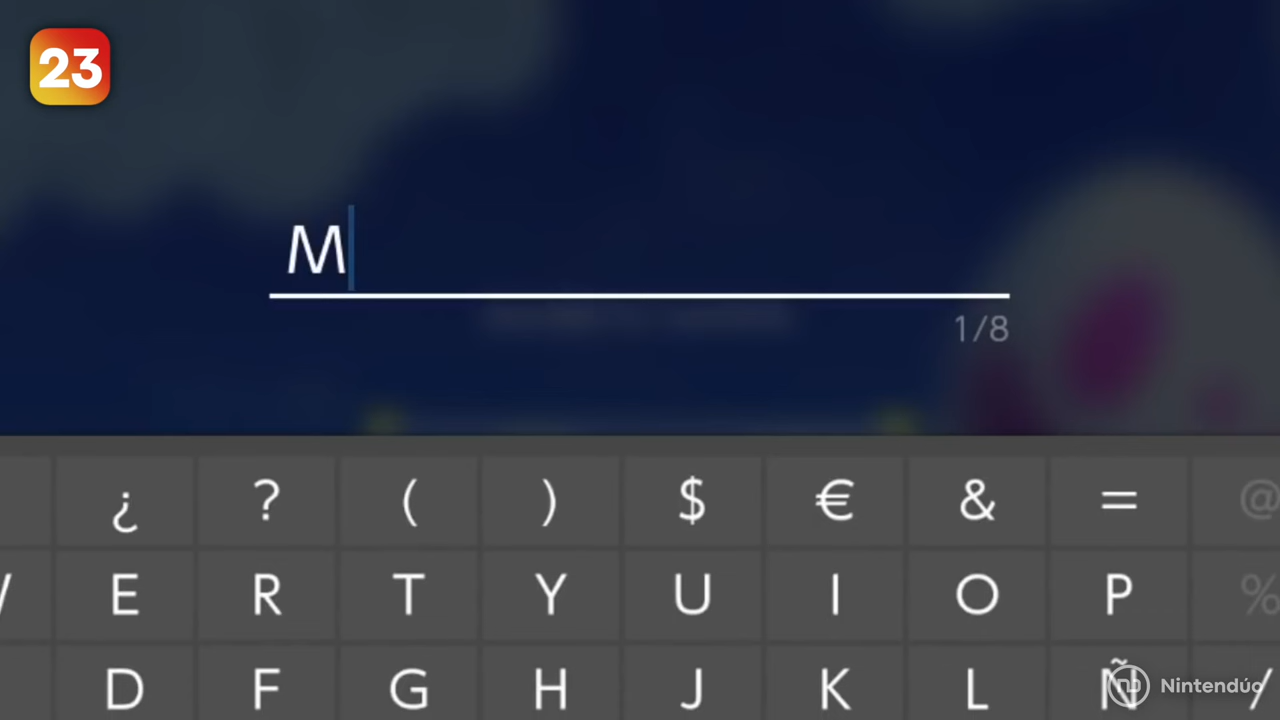 23
M
1/8
¿ ? ( ) $ € & = @
E R T Y U I O P %
D F G H J K L Ñ /
Nintendúo